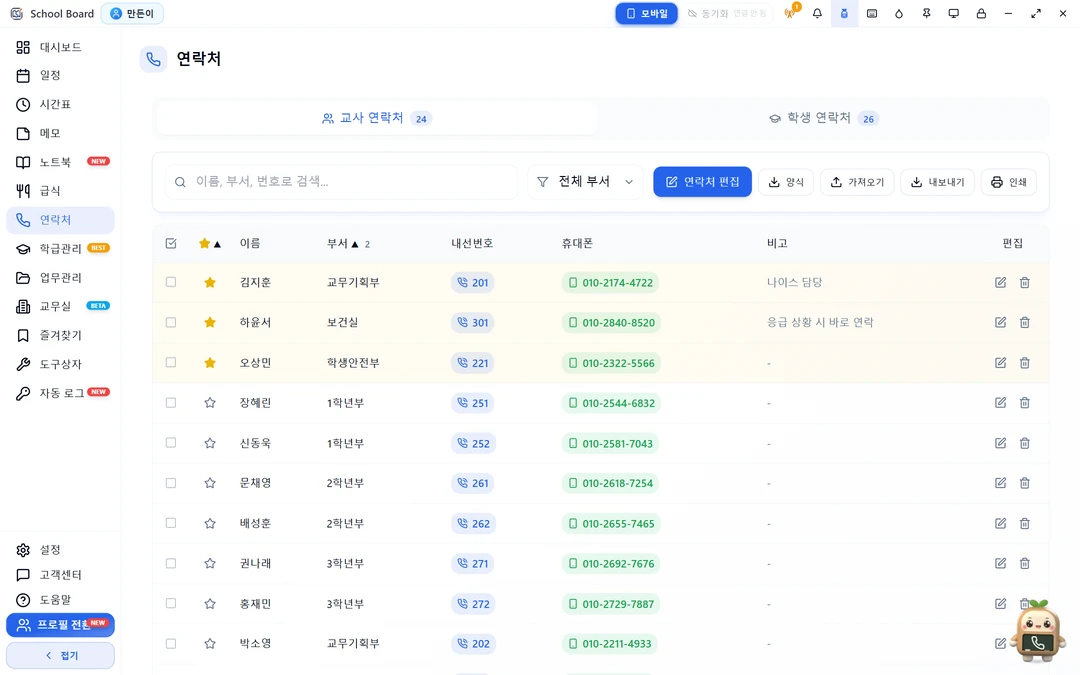 School Board 만든이 모바일 동기화 연결 안 됨 1
대시보드
일정
시간표
메모
노트북 NEW
급식
연락처
학급관리 BEST
업무관리
교무실 BETA
즐겨찾기
도구상자
자동 로그 NEW
설정
고객센터
도움말
프로필 전환 NEW
접기
연락처
교사 연락처 24 학생 연락처 26
이름, 부서, 번호로 검색... 전체 부서 연락처 편집 양식 가져오기 내보내기 인쇄
▲ 이름 부서 ▲ 2 내선번호 휴대폰 비고 편집
김지훈 교무기획부 201 010-2174-4722 나이스 담당
하윤서 보건실 301 010-2840-8520 응급 상황 시 바로 연락
오상민 학생안전부 221 010-2322-5566 -
장혜린 1학년부 251 010-2544-6832 -
신동욱 1학년부 252 010-2581-7043 -
문채영 2학년부 261 010-2618-7254 -
배성훈 2학년부 262 010-2655-7465 -
권나래 3학년부 271 010-2692-7676 -
홍재민 3학년부 272 010-2729-7887 -
박소영 교무기획부 202 010-2211-4933 -